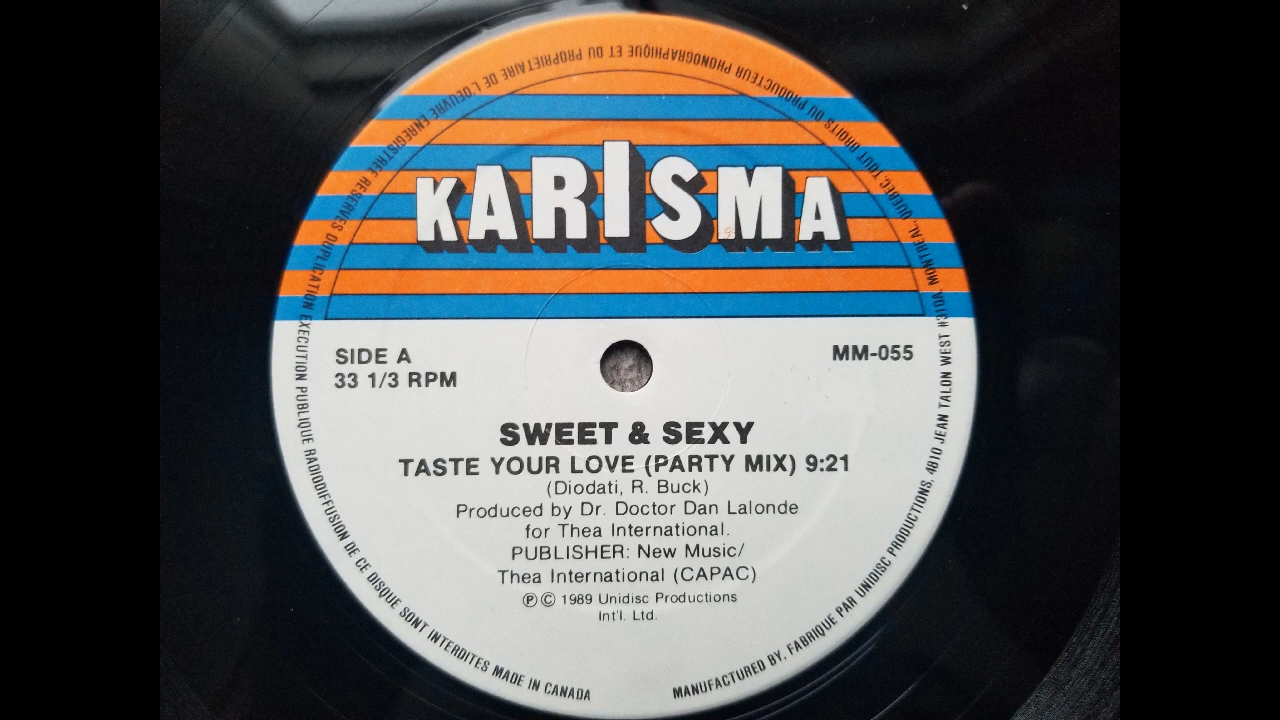 KARISMA
SIDE A
33 1/3 RPM
MM-055
SWEET & SEXY
TASTE YOUR LOVE (PARTY MIX) 9:21
(Diodati, R. Buck)
Produced by Dr. Doctor Dan Lalonde
for Thea International.
PUBLISHER: New Music/
Thea International (CAPAC)
Ⓟ © 1989 Unidisc Productions
Int'l. Ltd.
MANUFACTURED BY, FABRIQUE PAR UNIDISC PRODUCTIONS. 4810 JEAN TALON WEST #310A, MONTREAL, QUEBEC, TOUT DROITS DU PRODUCTEUR PHONOGRAPHIQUE ET DU PROPRIETAIRE DE L'OEUVRE ENREGISTREE RESERVES DUPLICATION EXECUTION PUBLIQUE RADIODIFFUSION DE CE DISQUE SONT INTERDITES MADE IN CANADA